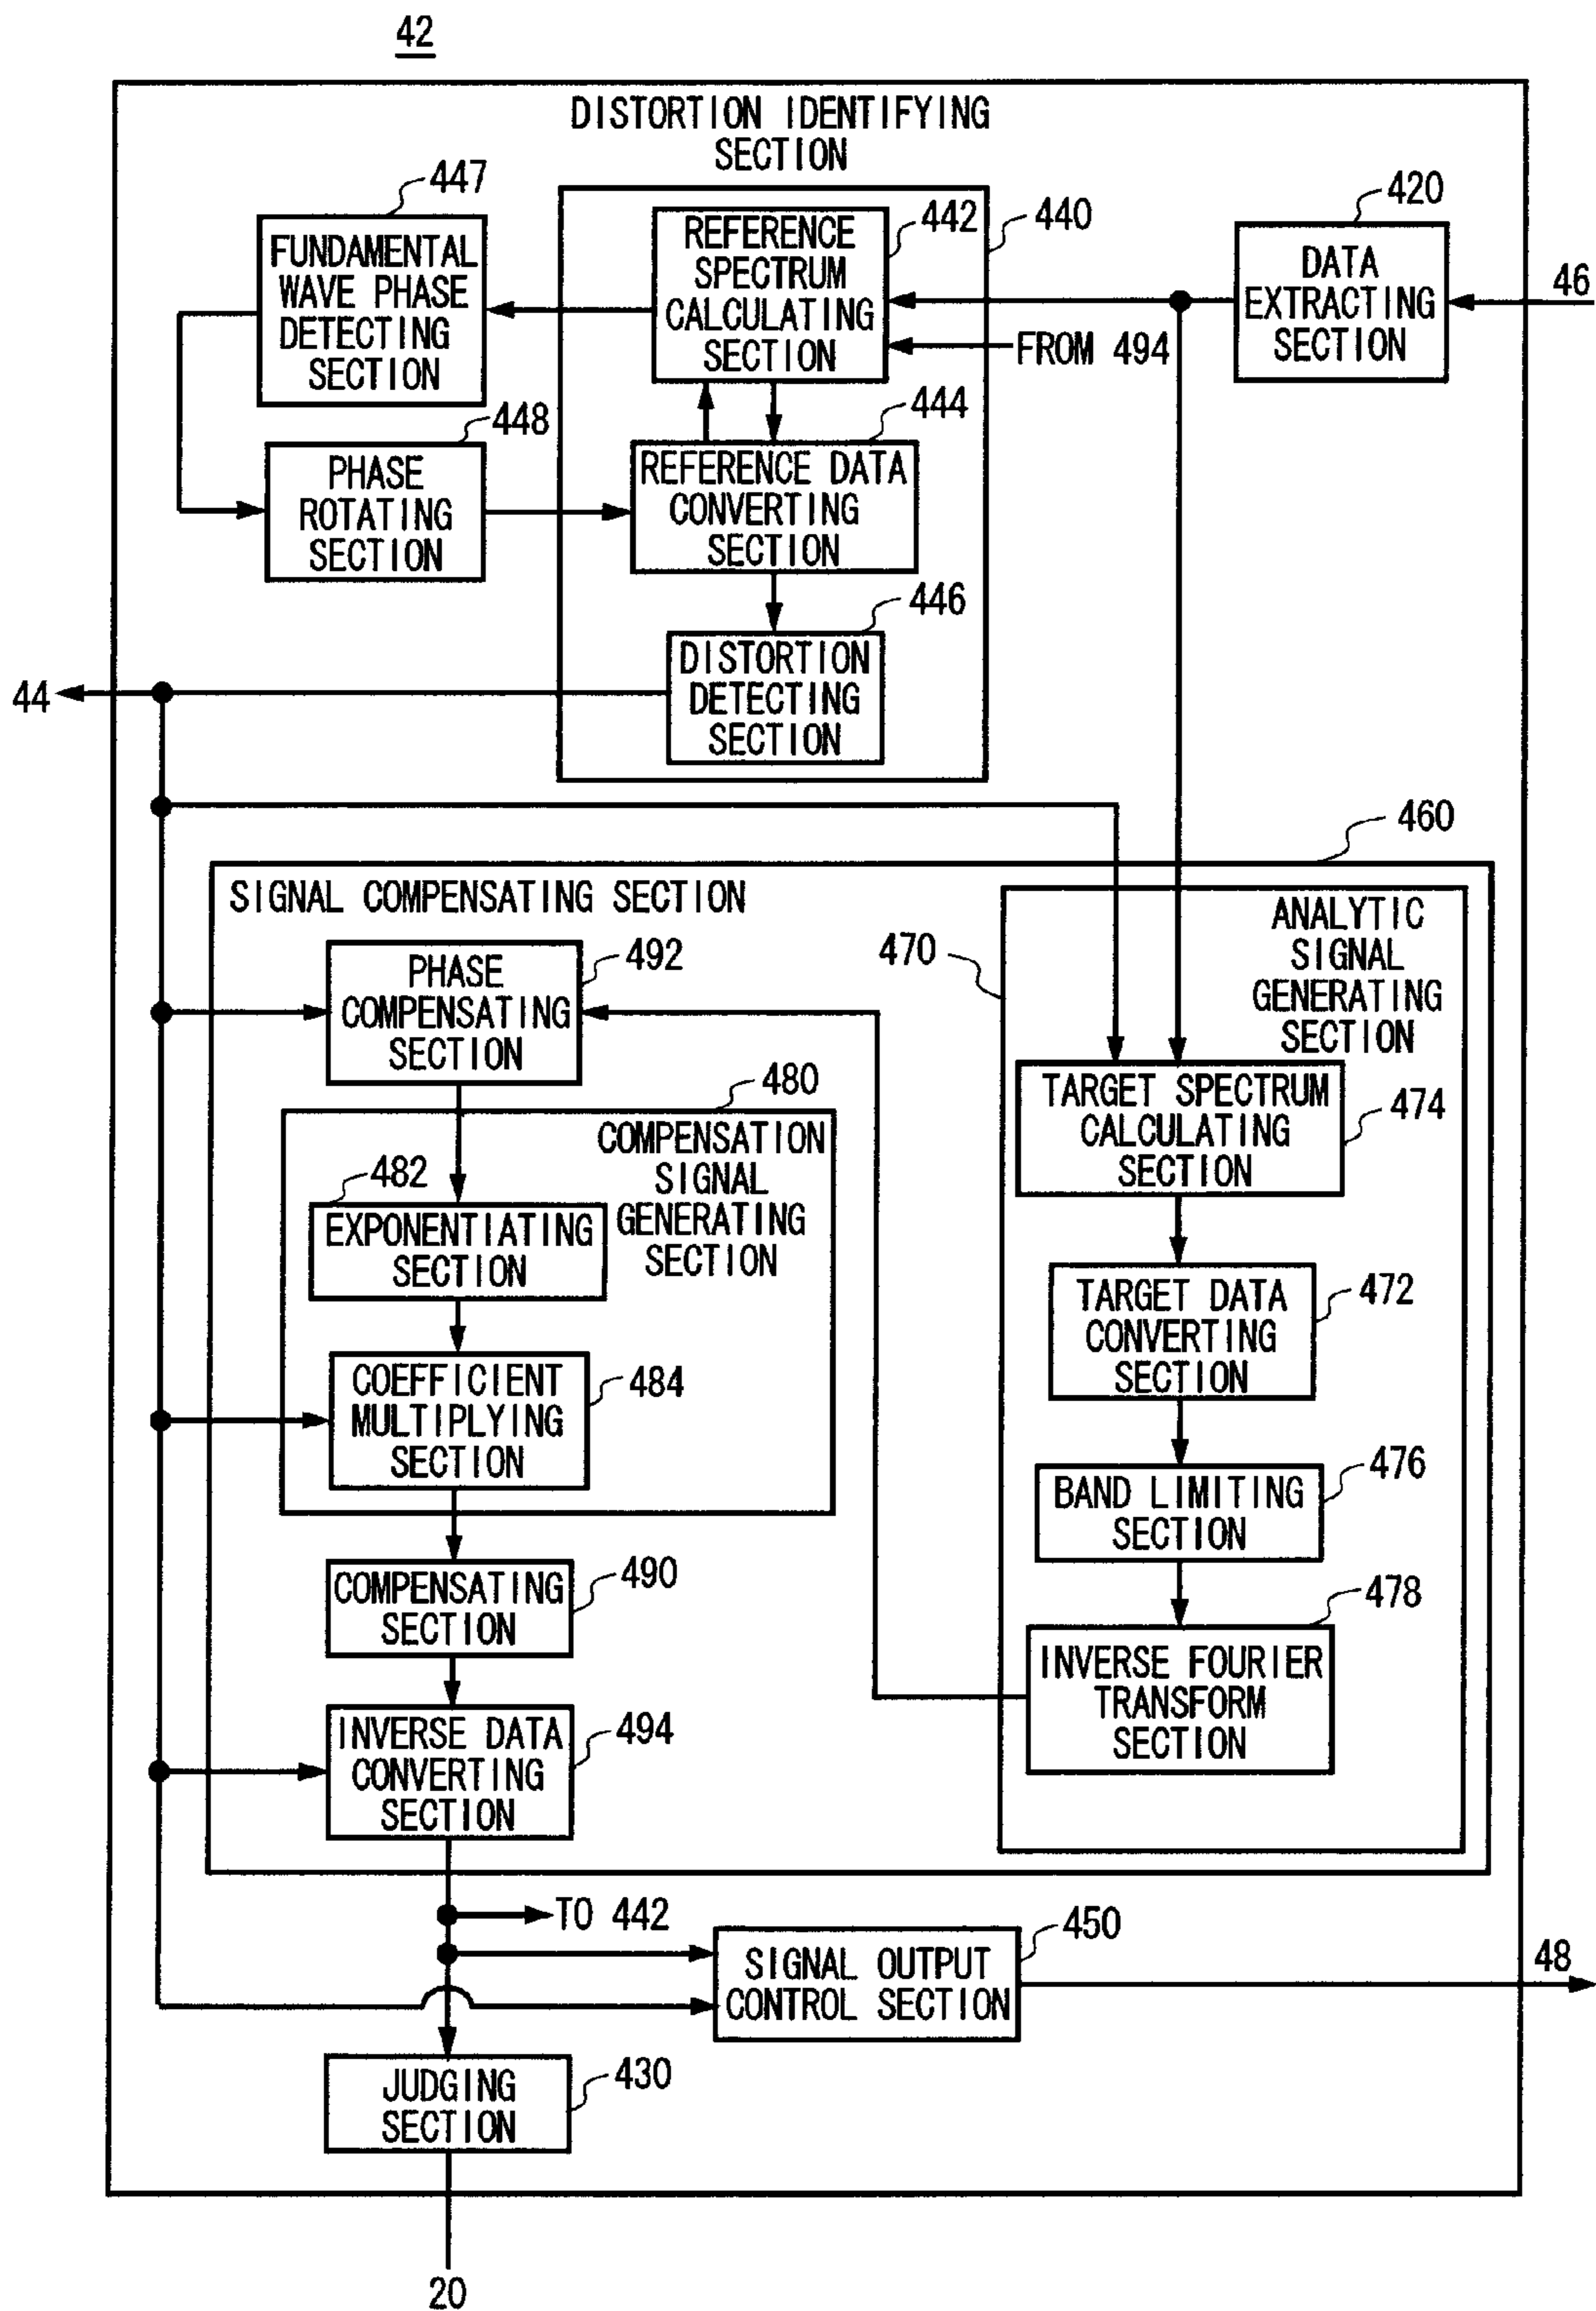 42
DISTORTION IDENTIFYING
SECTION
447
FUNDAMENTAL
WAVE PHASE
DETECTING
SECTION
442
REFERENCE
SPECTRUM
CALCULATING
SECTION
440
420
DATA
EXTRACTING
SECTION
46
FROM 494
448
PHASE
ROTATING
SECTION
444
REFERENCE DATA
CONVERTING
SECTION
446
DISTORTION
DETECTING
SECTION
44
460
SIGNAL COMPENSATING SECTION
470
ANALYTIC
SIGNAL
GENERATING
SECTION
492
PHASE
COMPENSATING
SECTION
474
TARGET SPECTRUM
CALCULATING
SECTION
480
COMPENSATION
SIGNAL
GENERATING
SECTION
482
EXPONENTIATING
SECTION
472
TARGET DATA
CONVERTING
SECTION
484
COEFFICIENT
MULTIPLYING
SECTION
476
BAND LIMITING
SECTION
490
COMPENSATING
SECTION
478
INVERSE FOURIER
TRANSFORM
SECTION
494
INVERSE DATA
CONVERTING
SECTION
TO 442
450
SIGNAL OUTPUT
CONTROL SECTION
48
430
JUDGING
SECTION
20